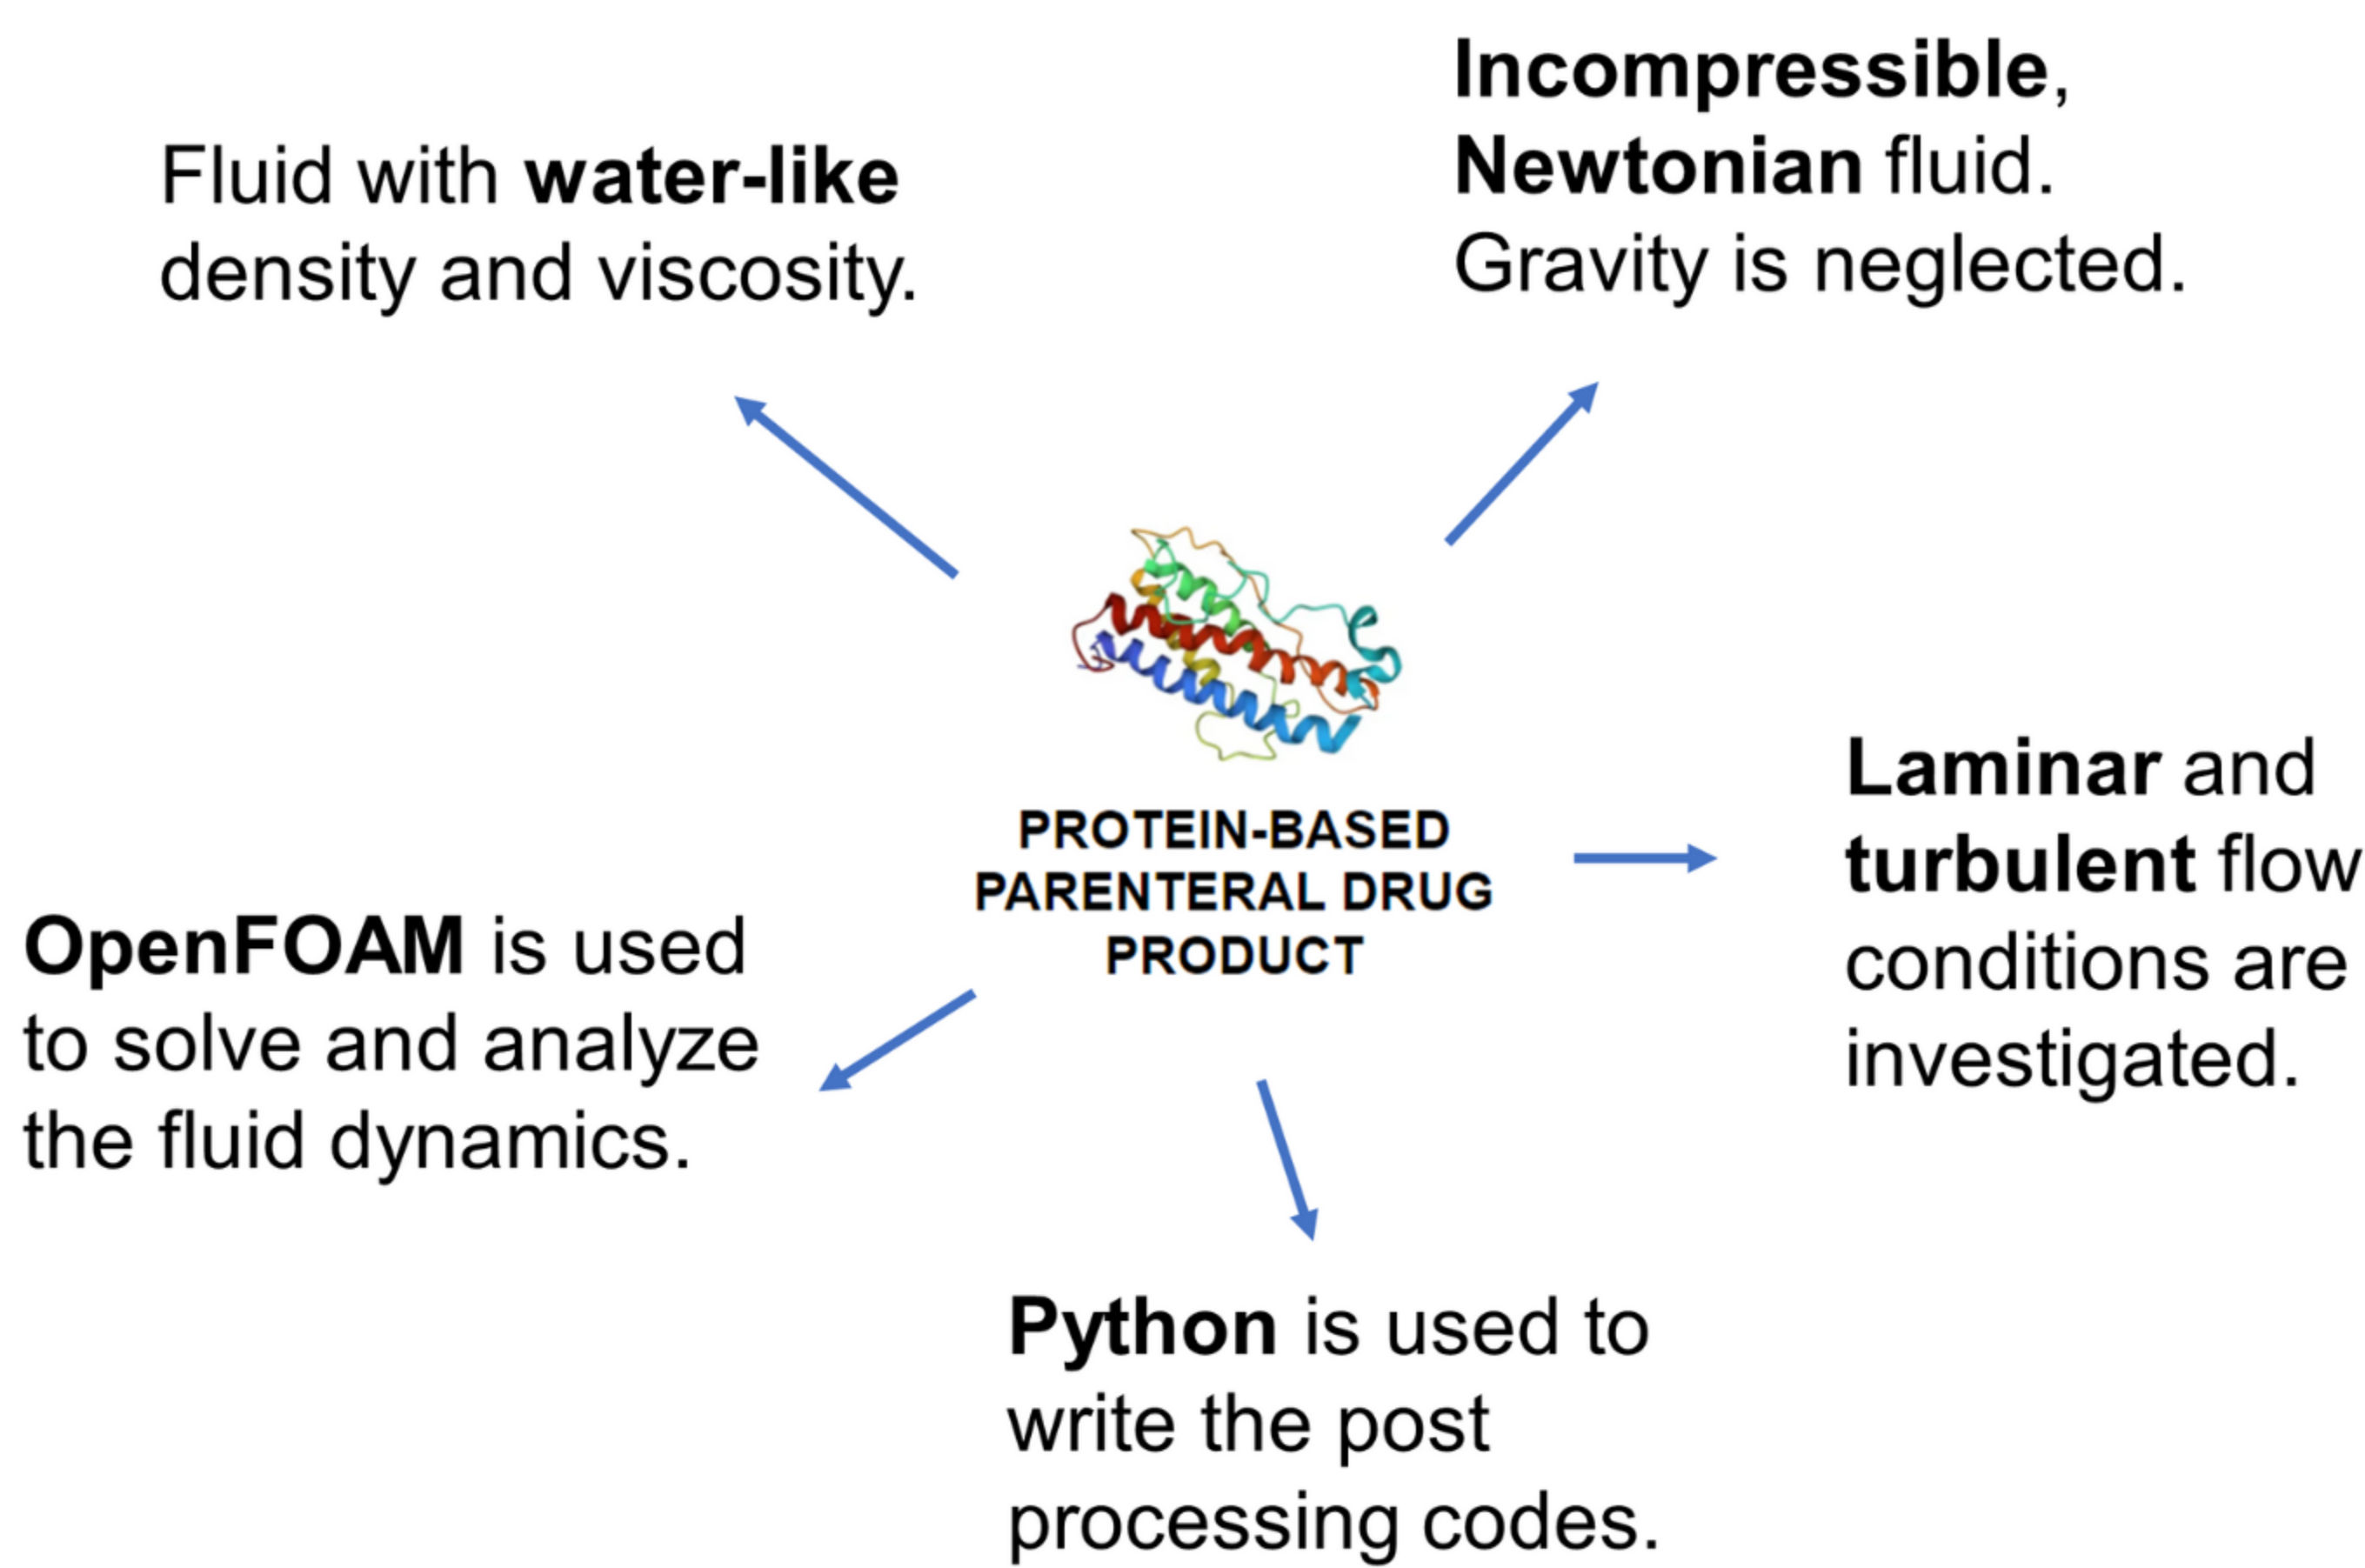 Fluid with water-like
density and viscosity.
Incompressible,
Newtonian fluid.
Gravity is neglected.
PROTEIN-BASED
PARENTERAL DRUG
PRODUCT
Laminar and
turbulent flow
conditions are
investigated.
OpenFOAM is used
to solve and analyze
the fluid dynamics.
Python is used to
write the post
processing codes.